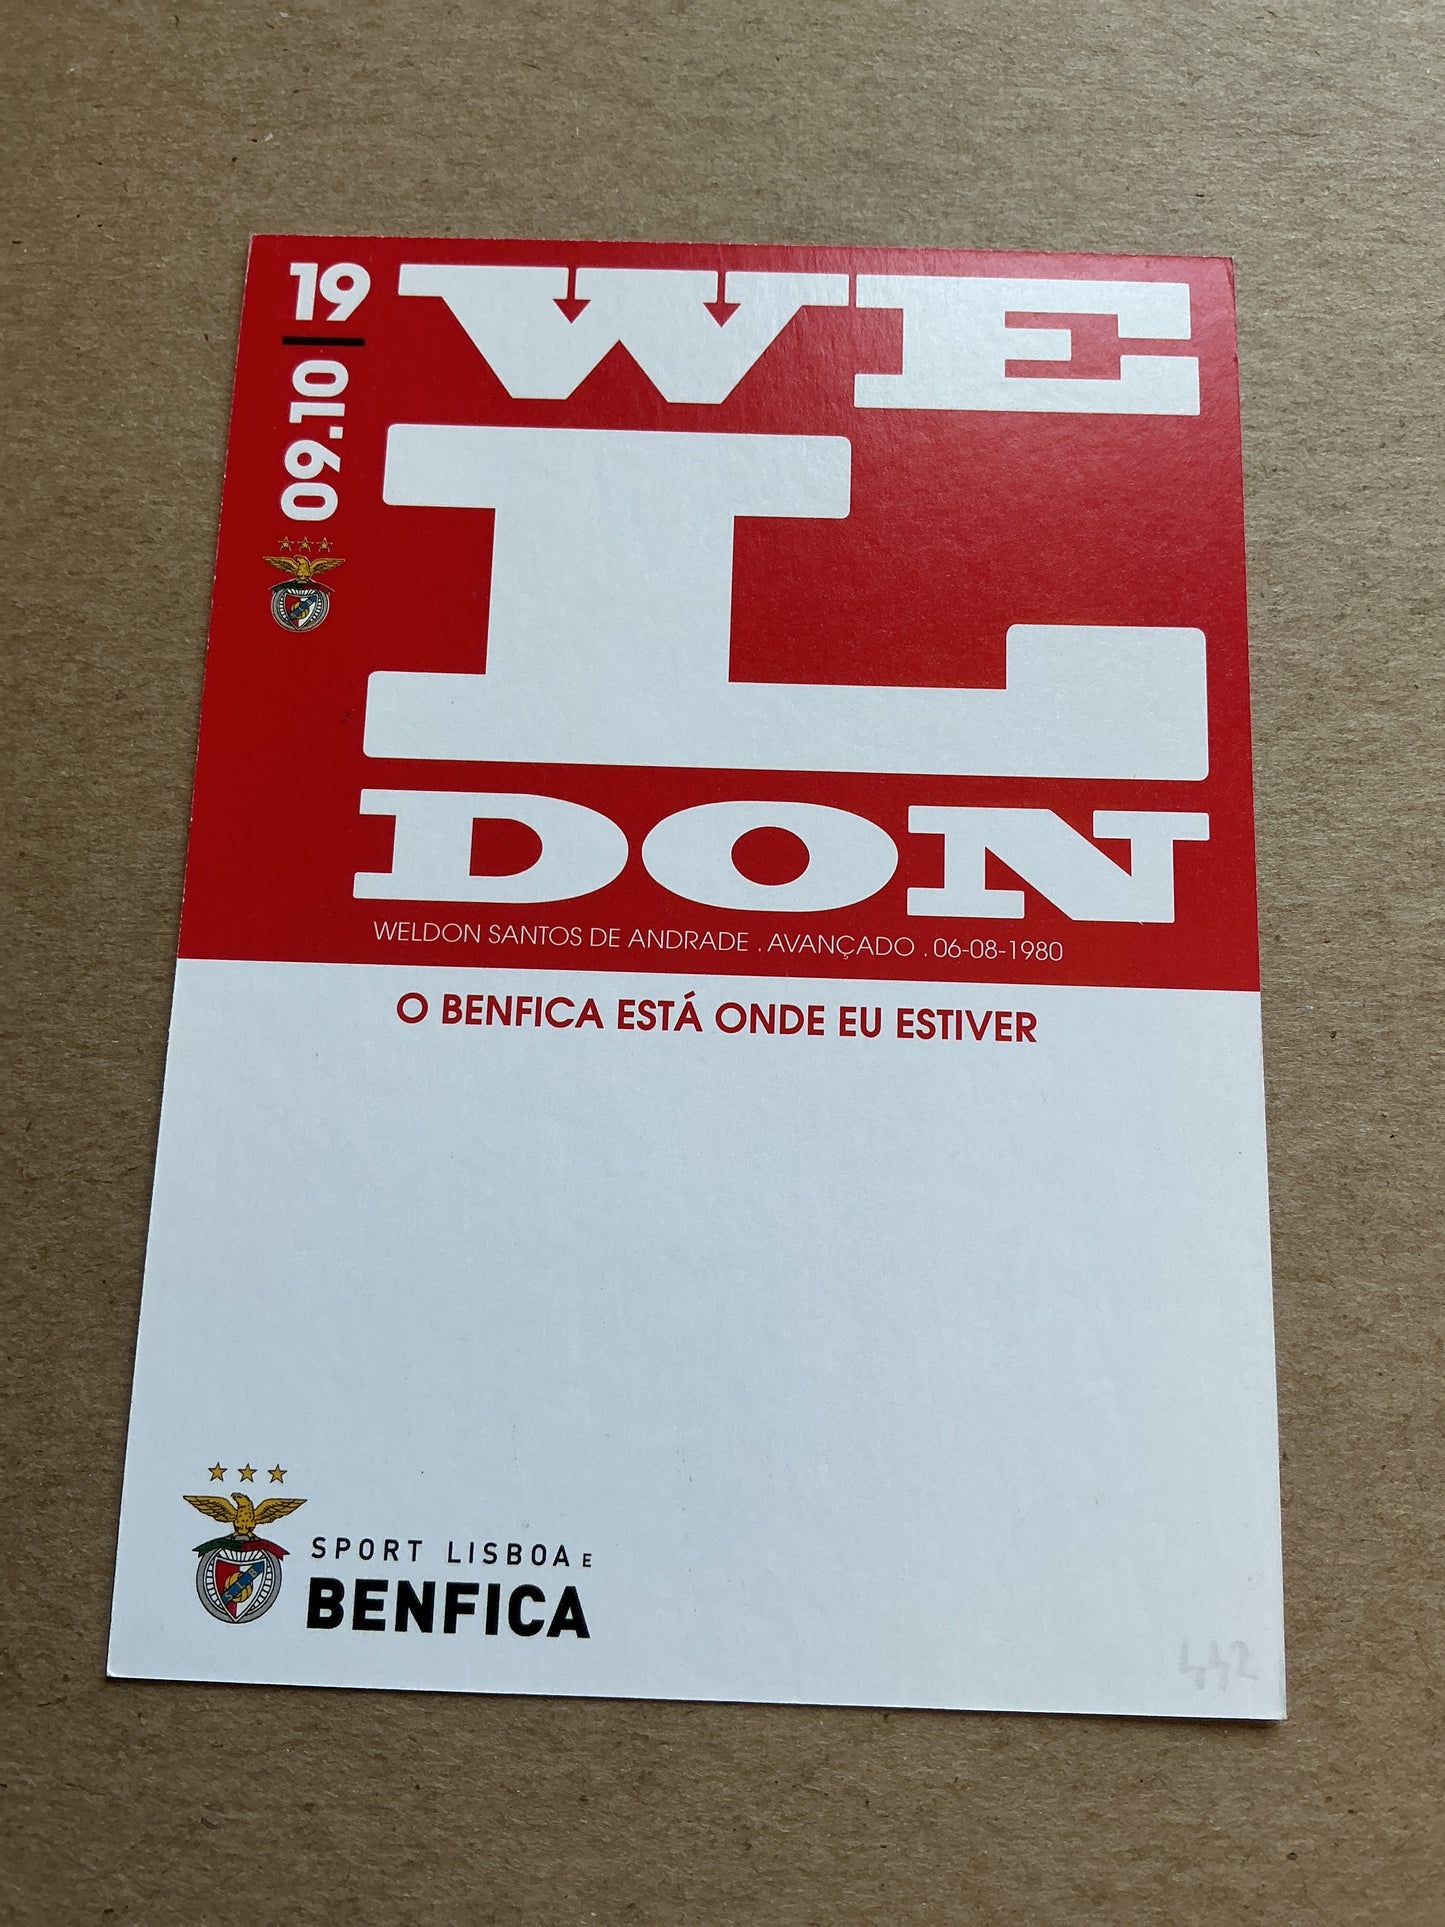 19
09.10
WE
L
DON
WELDON SANTOS DE ANDRADE . AVANÇADO . 06-08-1980
O BENFICA ESTÁ ONDE EU ESTIVER
SPORT LISBOA E
BENFICA
442